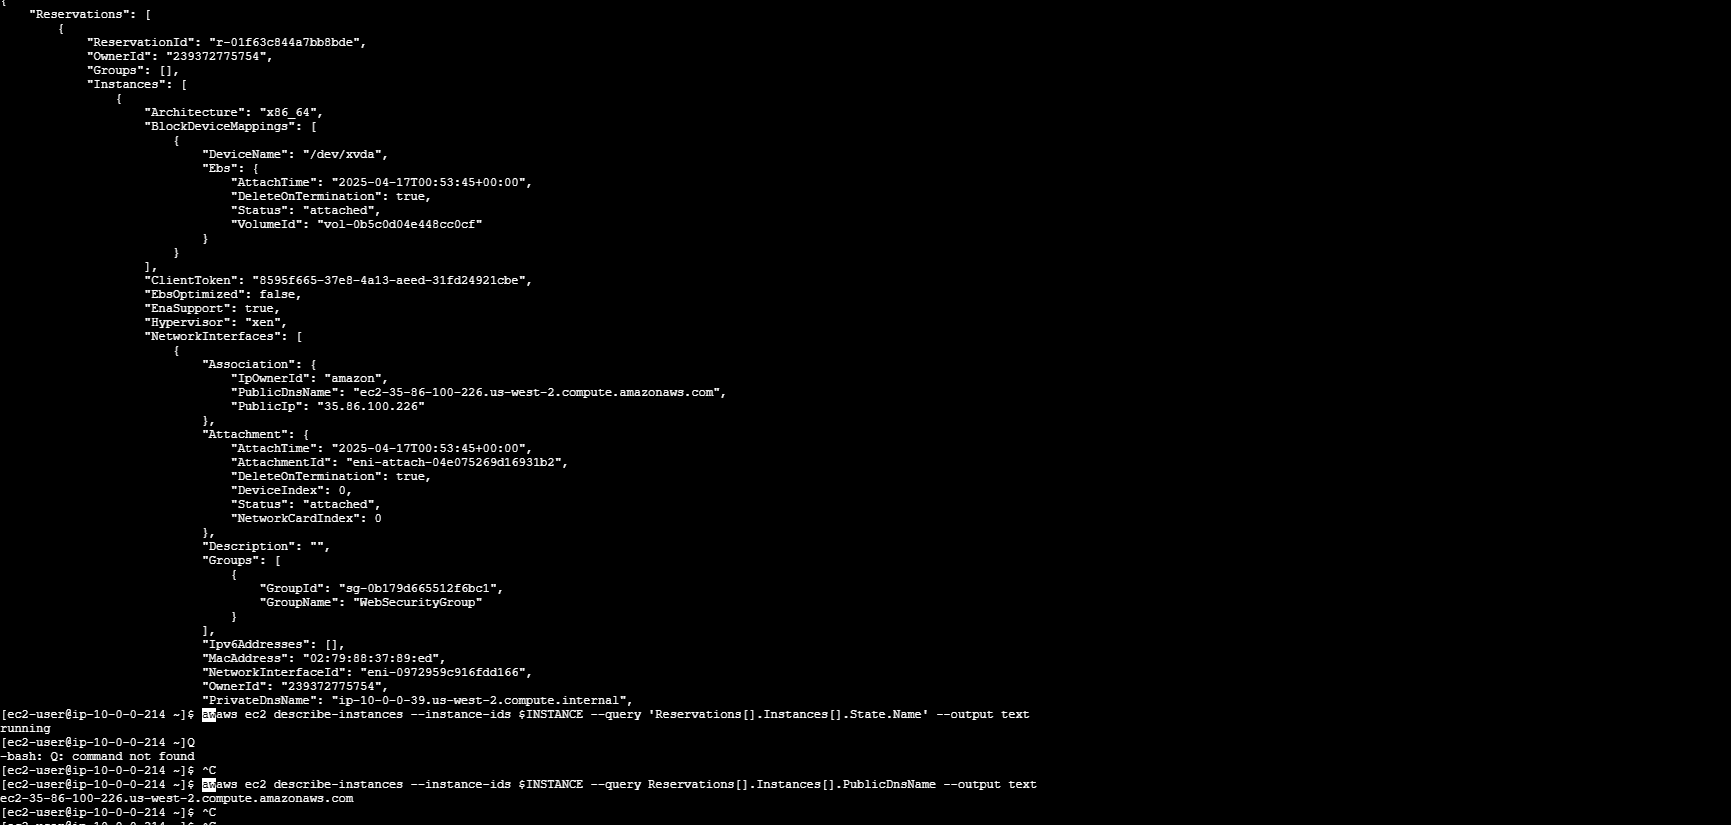 {
    "Reservations": [
        {
            "ReservationId": "r-01f63c844a7bb8bde",
            "OwnerId": "239372775754",
            "Groups": [],
            "Instances": [
                {
                    "Architecture": "x86_64",
                    "BlockDeviceMappings": [
                        {
                            "DeviceName": "/dev/xvda",
                            "Ebs": {
                                "AttachTime": "2025-04-17T00:53:45+00:00",
                                "DeleteOnTermination": true,
                                "Status": "attached",
                                "VolumeId": "vol-0b5c0d04e448cc0cf"
                            }
                        }
                    ],
                    "ClientToken": "8595f665-37e8-4a13-aeed-31fd24921cbe",
                    "EbsOptimized": false,
                    "EnaSupport": true,
                    "Hypervisor": "xen",
                    "NetworkInterfaces": [
                        {
                            "Association": {
                                "IpOwnerId": "amazon",
                                "PublicDnsName": "ec2-35-86-100-226.us-west-2.compute.amazonaws.com",
                                "PublicIp": "35.86.100.226"
                            },
                            "Attachment": {
                                "AttachTime": "2025-04-17T00:53:45+00:00",
                                "AttachmentId": "eni-attach-04e075269d16931b2",
                                "DeleteOnTermination": true,
                                "DeviceIndex": 0,
                                "Status": "attached",
                                "NetworkCardIndex": 0
                            },
                            "Description": "",
                            "Groups": [
                                {
                                    "GroupId": "sg-0b179d665512f6bc1",
                                    "GroupName": "WebSecurityGroup"
                                }
                            ],
                            "Ipv6Addresses": [],
                            "MacAddress": "02:79:88:37:89:ed",
                            "NetworkInterfaceId": "eni-0972959c916fdd166",
                            "OwnerId": "239372775754",
                            "PrivateDnsName": "ip-10-0-0-39.us-west-2.compute.internal",
[ec2-user@ip-10-0-0-214 ~]$ awaws ec2 describe-instances --instance-ids $INSTANCE --query 'Reservations[].Instances[].State.Name' --output text
running
[ec2-user@ip-10-0-0-214 ~]Q
-bash: Q: command not found
[ec2-user@ip-10-0-0-214 ~]$ ^C
[ec2-user@ip-10-0-0-214 ~]$ awaws ec2 describe-instances --instance-ids $INSTANCE --query Reservations[].Instances[].PublicDnsName --output text
ec2-35-86-100-226.us-west-2.compute.amazonaws.com
[ec2-user@ip-10-0-0-214 ~]$ ^C